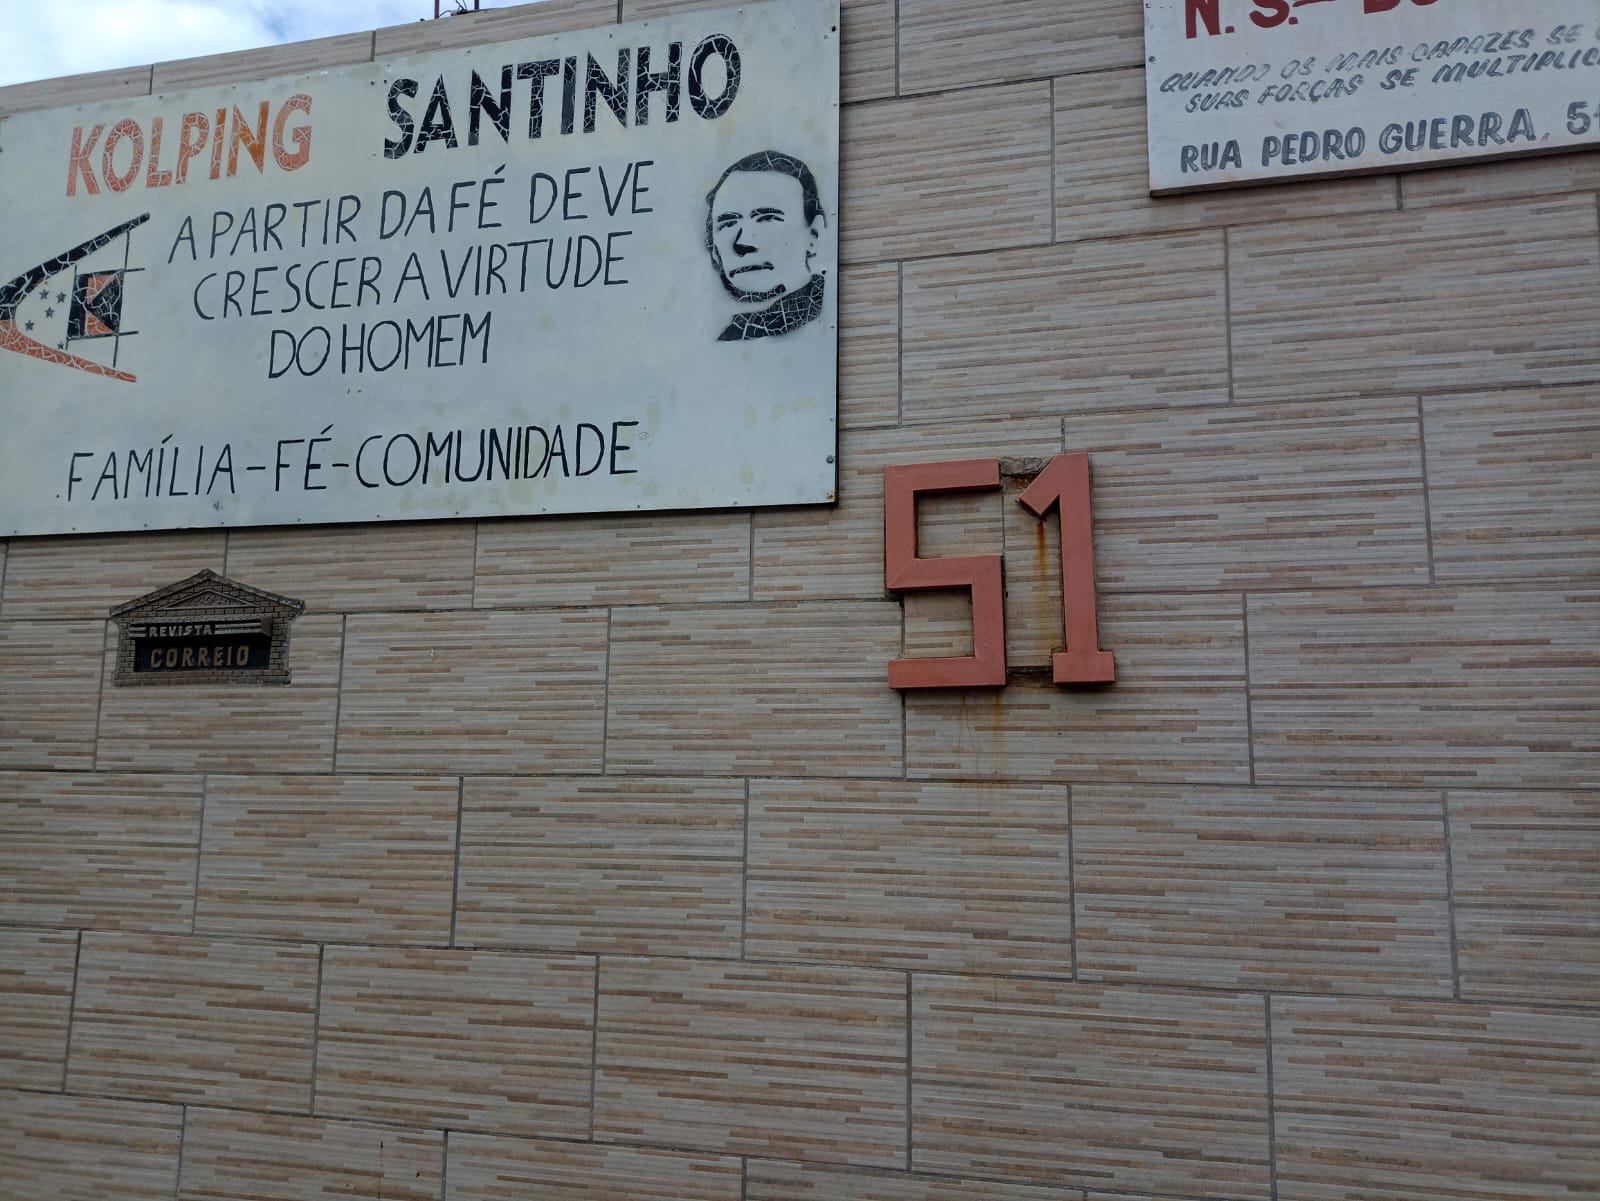 KOLPING SANTINHO
A PARTIR DA FÉ DEVE
CRESCER A VIRTUDE
DO HOMEM
FAMÍLIA-FÉ-COMUNIDADE
K
N. S.
QUANDO OS MAIS CAPAZES SE
SUAS FORÇAS SE
RUA PEDRO GUERRA, 5
51
REVISTA
CORREIO